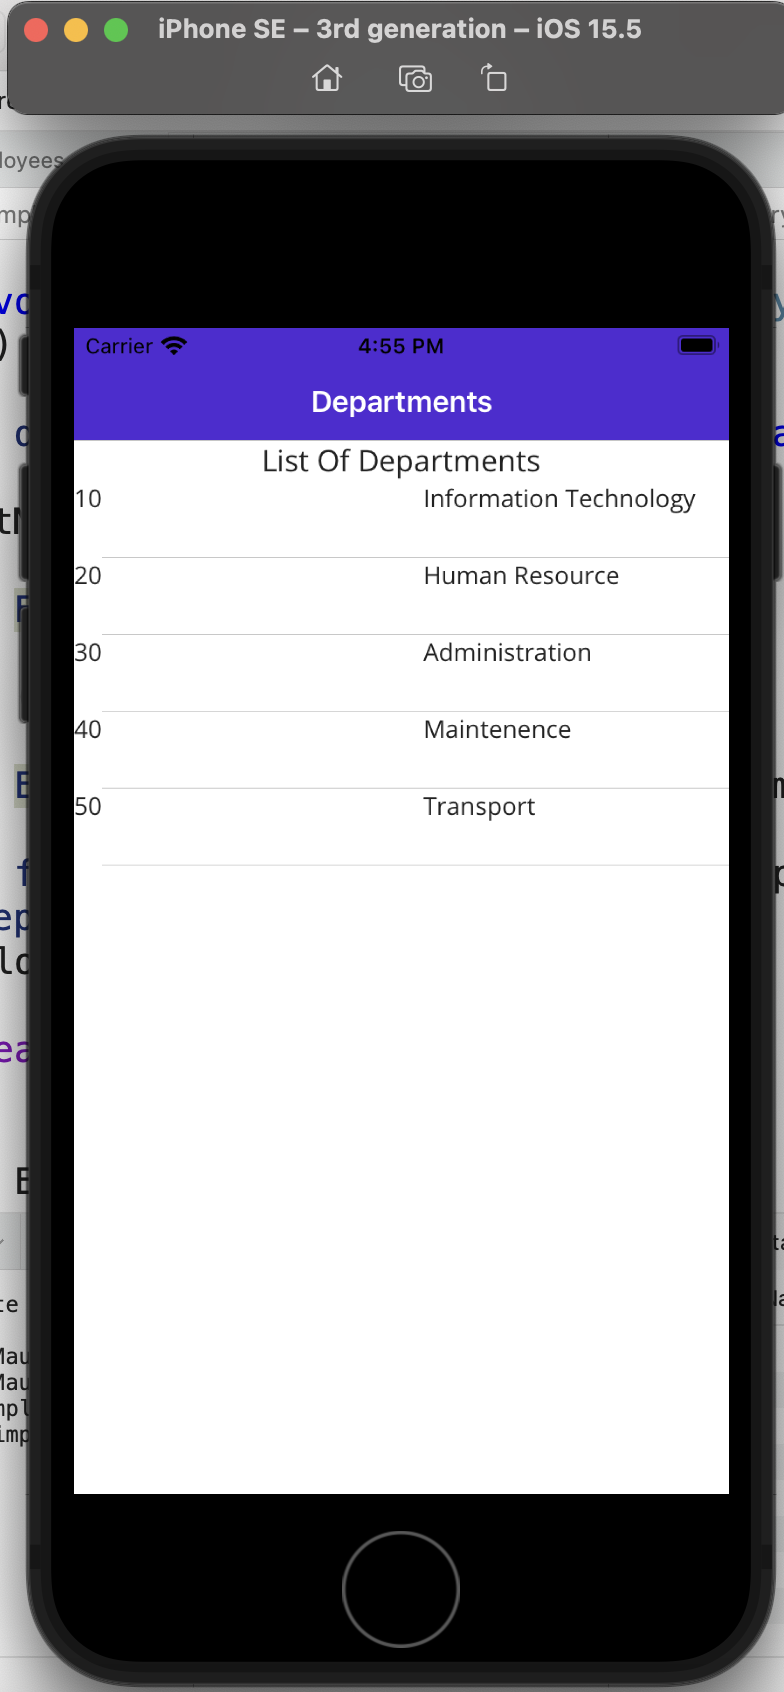 iPhone SE – 3rd generation – iOS 15.5
Carrier 4:55 PM
Departments
List Of Departments
10 Information Technology
20 Human Resource
30 Administration
40 Maintenence
50 Transport